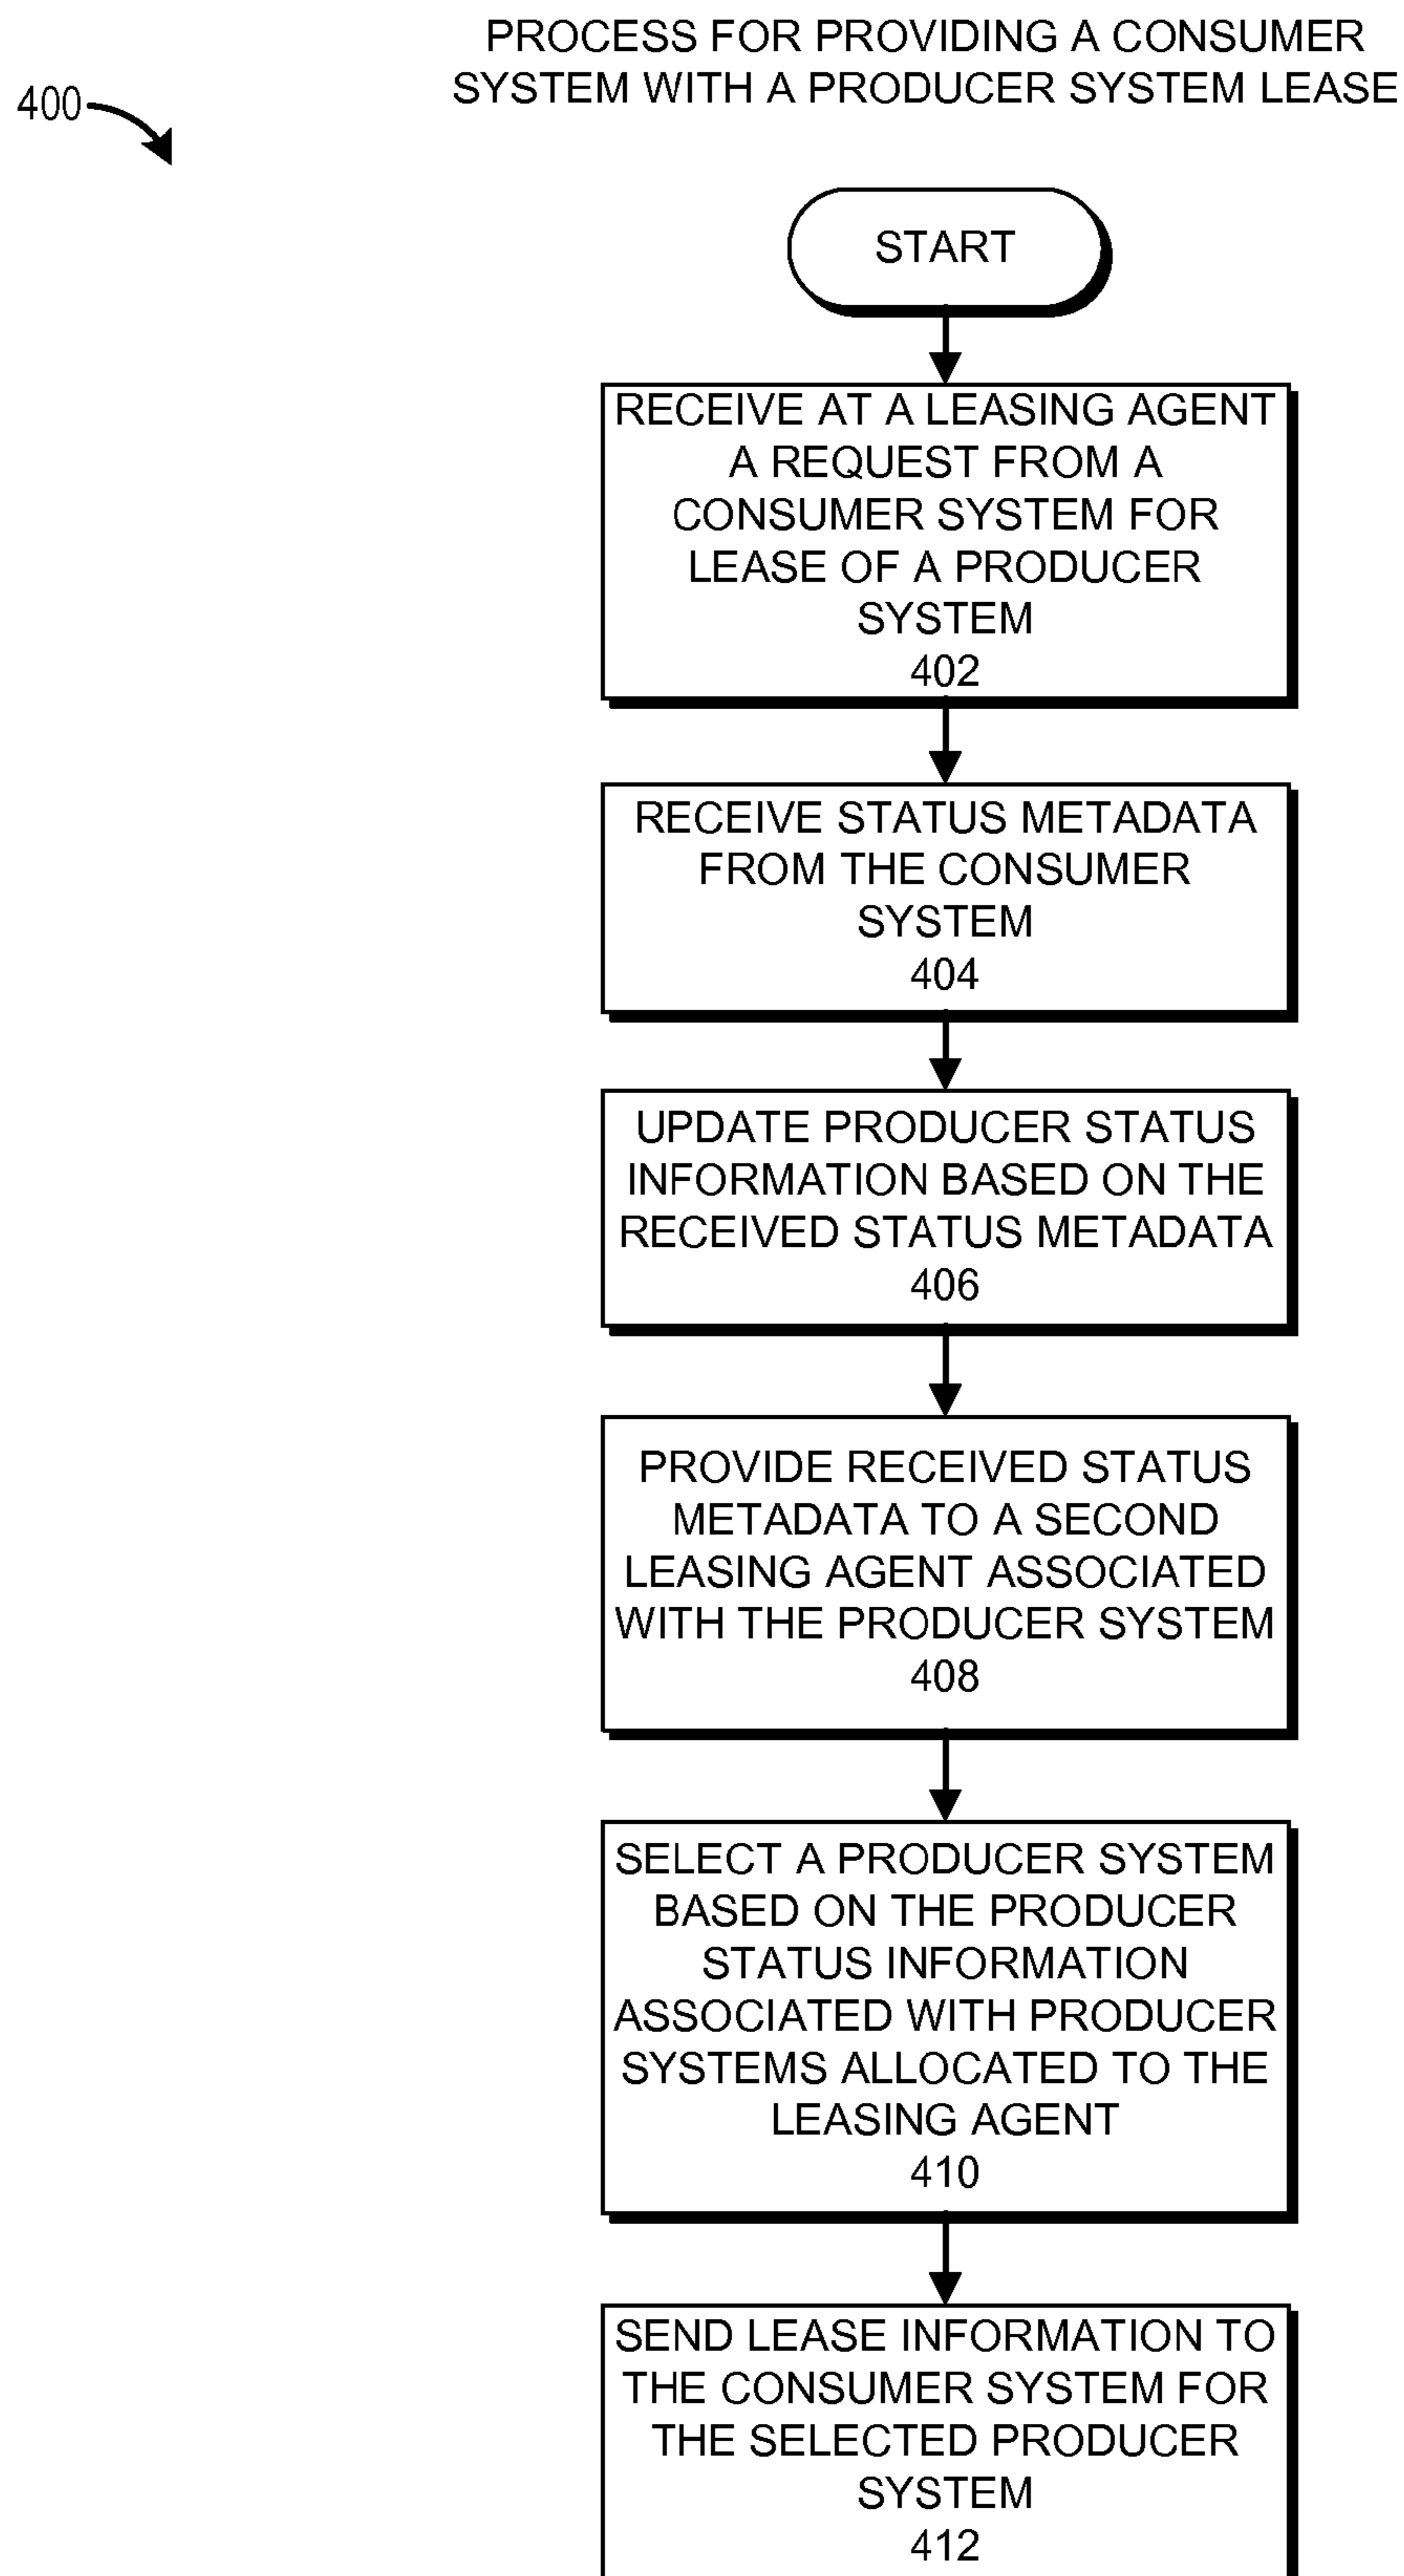 PROCESS FOR PROVIDING A CONSUMER
SYSTEM WITH A PRODUCER SYSTEM LEASE
400
START
RECEIVE AT A LEASING AGENT
A REQUEST FROM A
CONSUMER SYSTEM FOR
LEASE OF A PRODUCER
SYSTEM
402
RECEIVE STATUS METADATA
FROM THE CONSUMER
SYSTEM
404
UPDATE PRODUCER STATUS
INFORMATION BASED ON THE
RECEIVED STATUS METADATA
406
PROVIDE RECEIVED STATUS
METADATA TO A SECOND
LEASING AGENT ASSOCIATED
WITH THE PRODUCER SYSTEM
408
SELECT A PRODUCER SYSTEM
BASED ON THE PRODUCER
STATUS INFORMATION
ASSOCIATED WITH PRODUCER
SYSTEMS ALLOCATED TO THE
LEASING AGENT
410
SEND LEASE INFORMATION TO
THE CONSUMER SYSTEM FOR
THE SELECTED PRODUCER
SYSTEM
412